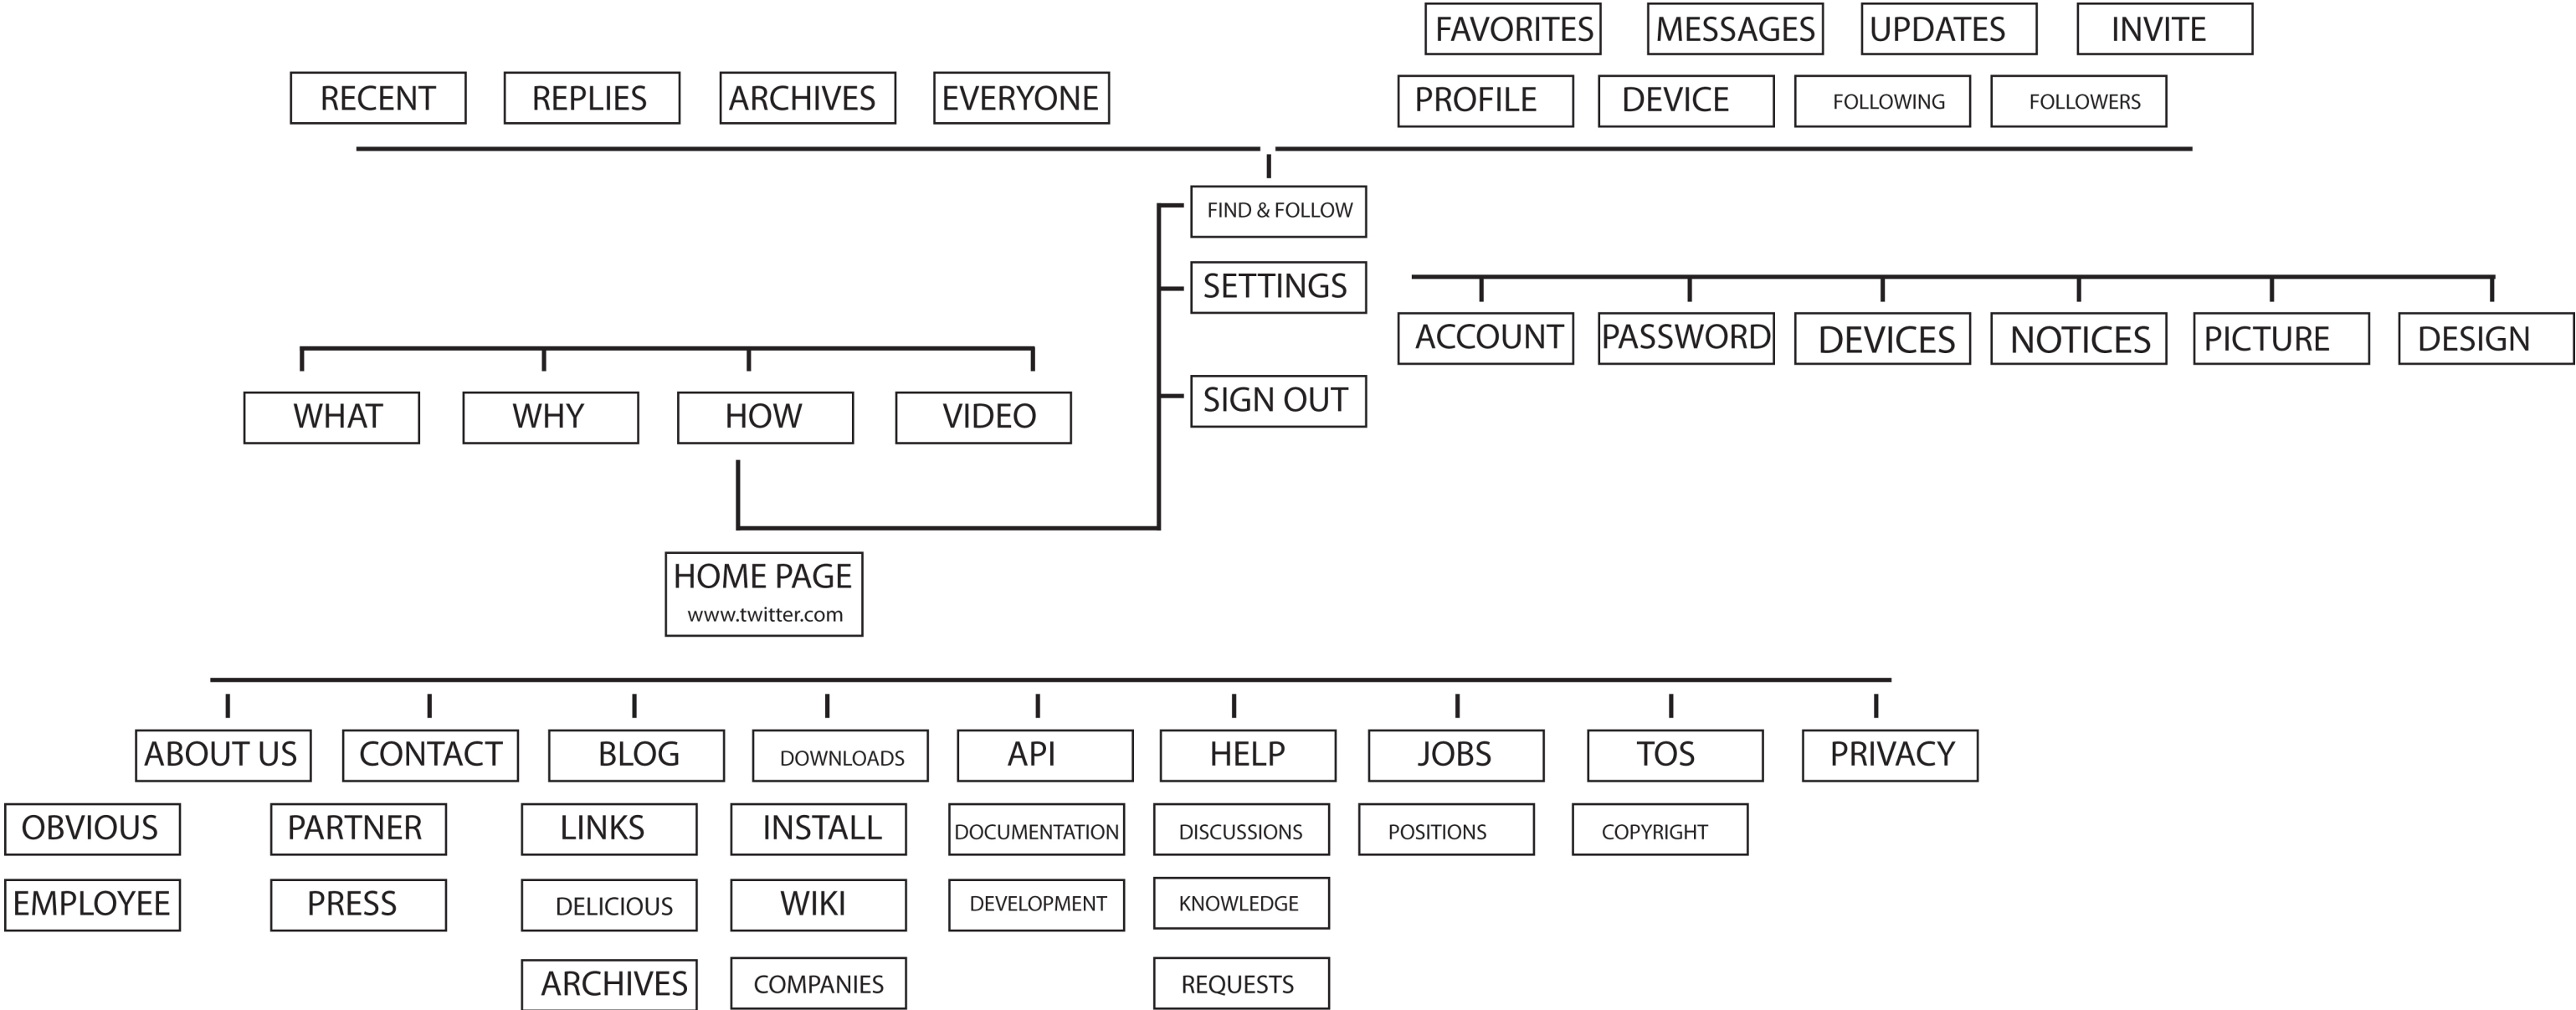 FAVORITES
MESSAGES
UPDATES
INVITE
RECENT
REPLIES
ARCHIVES
EVERYONE
PROFILE
DEVICE
FOLLOWING
FOLLOWERS
FIND & FOLLOW
SETTINGS
ACCOUNT
PASSWORD
DEVICES
NOTICES
PICTURE
DESIGN
SIGN OUT
WHAT
WHY
HOW
VIDEO
HOME PAGE
www.twitter.com
ABOUT US
CONTACT
BLOG
DOWNLOADS
API
HELP
JOBS
TOS
PRIVACY
OBVIOUS
PARTNER
LINKS
INSTALL
DOCUMENTATION
DISCUSSIONS
POSITIONS
COPYRIGHT
EMPLOYEE
PRESS
DELICIOUS
WIKI
DEVELOPMENT
KNOWLEDGE
ARCHIVES
COMPANIES
REQUESTS